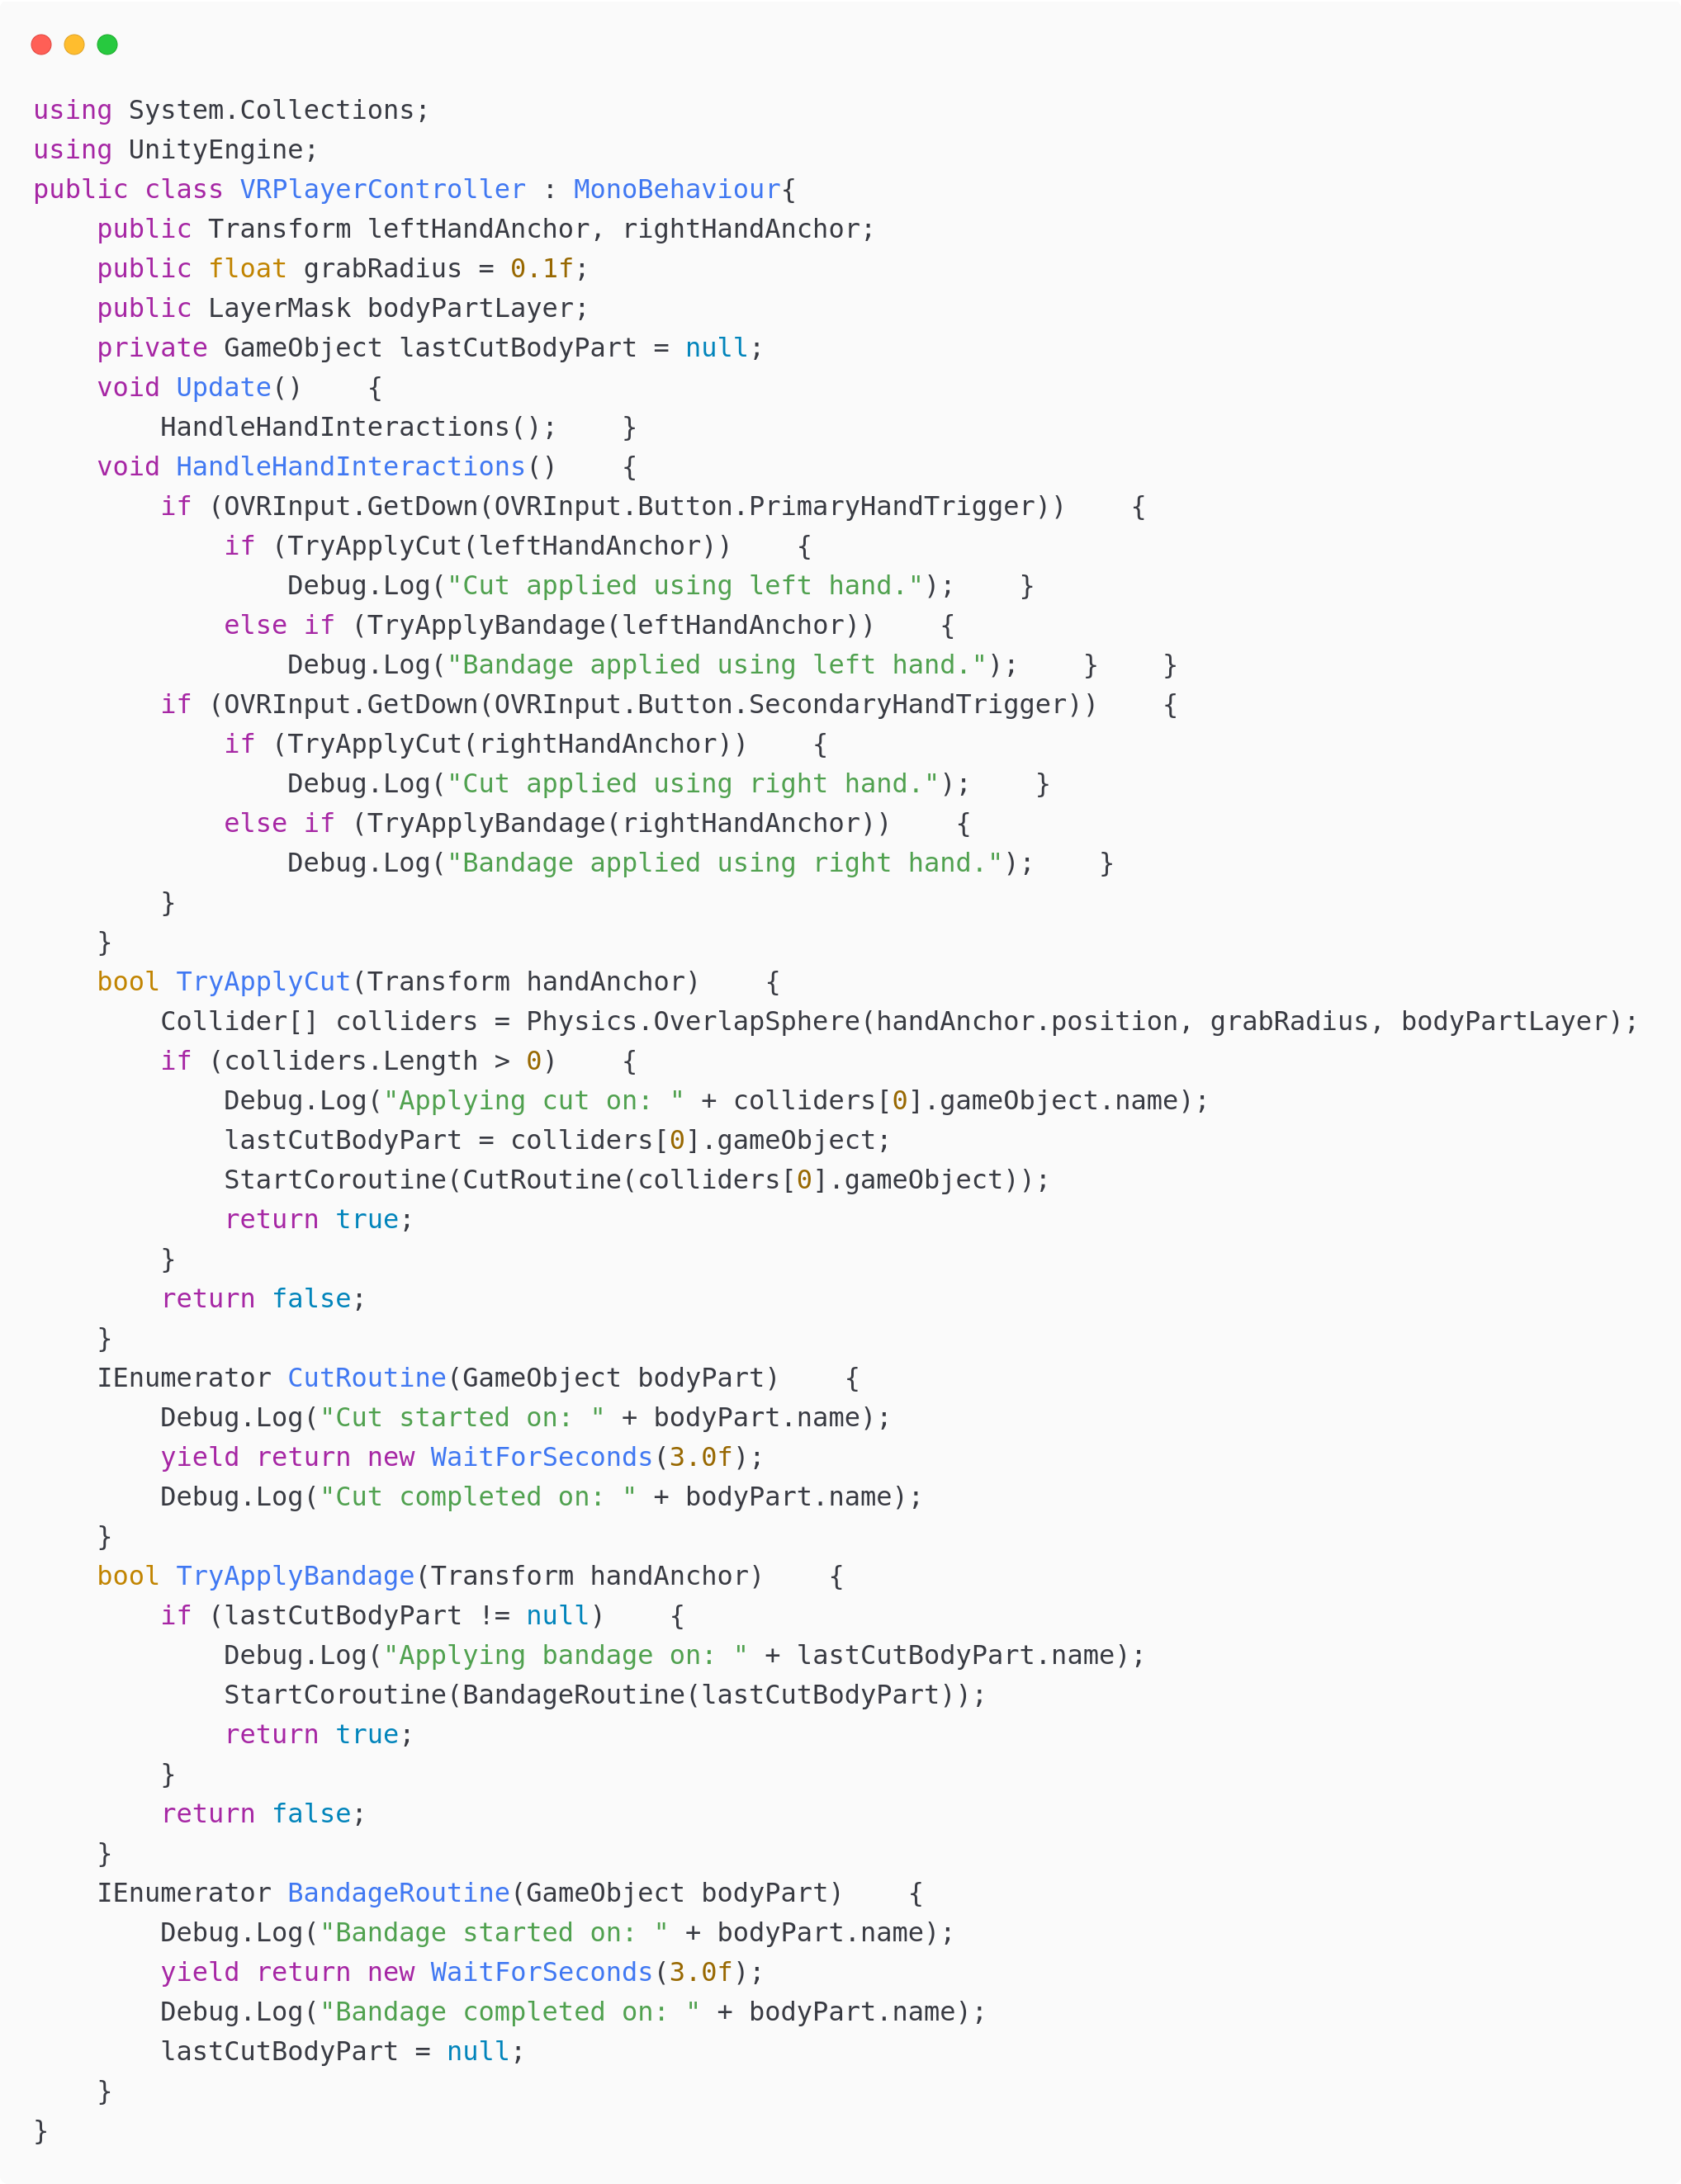 using System.Collections;
using UnityEngine;
public class VRPlayerController : MonoBehaviour{
    public Transform leftHandAnchor, rightHandAnchor;
    public float grabRadius = 0.1f;
    public LayerMask bodyPartLayer;
    private GameObject lastCutBodyPart = null;
    void Update()    {
        HandleHandInteractions();    }
    void HandleHandInteractions()    {
        if (OVRInput.GetDown(OVRInput.Button.PrimaryHandTrigger))    {
            if (TryApplyCut(leftHandAnchor))    {
                Debug.Log("Cut applied using left hand.");    }
            else if (TryApplyBandage(leftHandAnchor))    {
                Debug.Log("Bandage applied using left hand.");    }    }
        if (OVRInput.GetDown(OVRInput.Button.SecondaryHandTrigger))    {
            if (TryApplyCut(rightHandAnchor))    {
                Debug.Log("Cut applied using right hand.");    }
            else if (TryApplyBandage(rightHandAnchor))    {
                Debug.Log("Bandage applied using right hand.");    }
        }
    }
    bool TryApplyCut(Transform handAnchor)    {
        Collider[] colliders = Physics.OverlapSphere(handAnchor.position, grabRadius, bodyPartLayer);
        if (colliders.Length > 0)    {
            Debug.Log("Applying cut on: " + colliders[0].gameObject.name);
            lastCutBodyPart = colliders[0].gameObject;
            StartCoroutine(CutRoutine(colliders[0].gameObject));
            return true;
        }
        return false;
    }
    IEnumerator CutRoutine(GameObject bodyPart)    {
        Debug.Log("Cut started on: " + bodyPart.name);
        yield return new WaitForSeconds(3.0f);
        Debug.Log("Cut completed on: " + bodyPart.name);
    }
    bool TryApplyBandage(Transform handAnchor)    {
        if (lastCutBodyPart != null)    {
            Debug.Log("Applying bandage on: " + lastCutBodyPart.name);
            StartCoroutine(BandageRoutine(lastCutBodyPart));
            return true;
        }
        return false;
    }
    IEnumerator BandageRoutine(GameObject bodyPart)    {
        Debug.Log("Bandage started on: " + bodyPart.name);
        yield return new WaitForSeconds(3.0f);
        Debug.Log("Bandage completed on: " + bodyPart.name);
        lastCutBodyPart = null;
    }
}